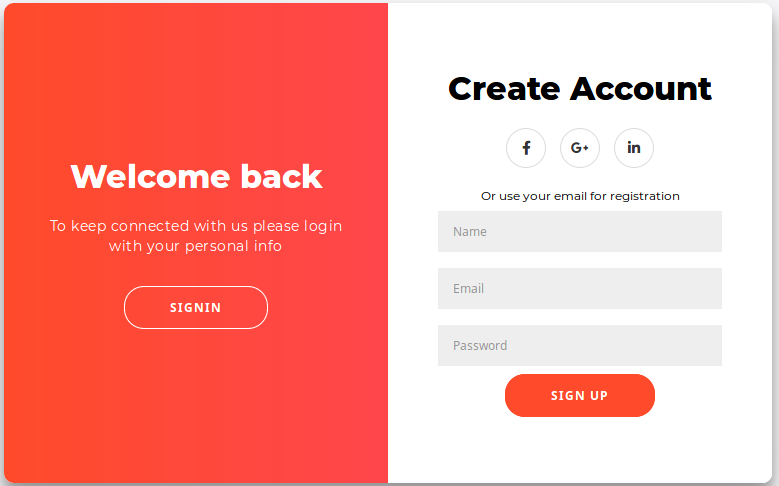 Welcome back
To keep connected with us please login
with your personal info
SIGNIN
Create Account
f G+ in
Or use your email for registration
Name
Email
Password
SIGN UP